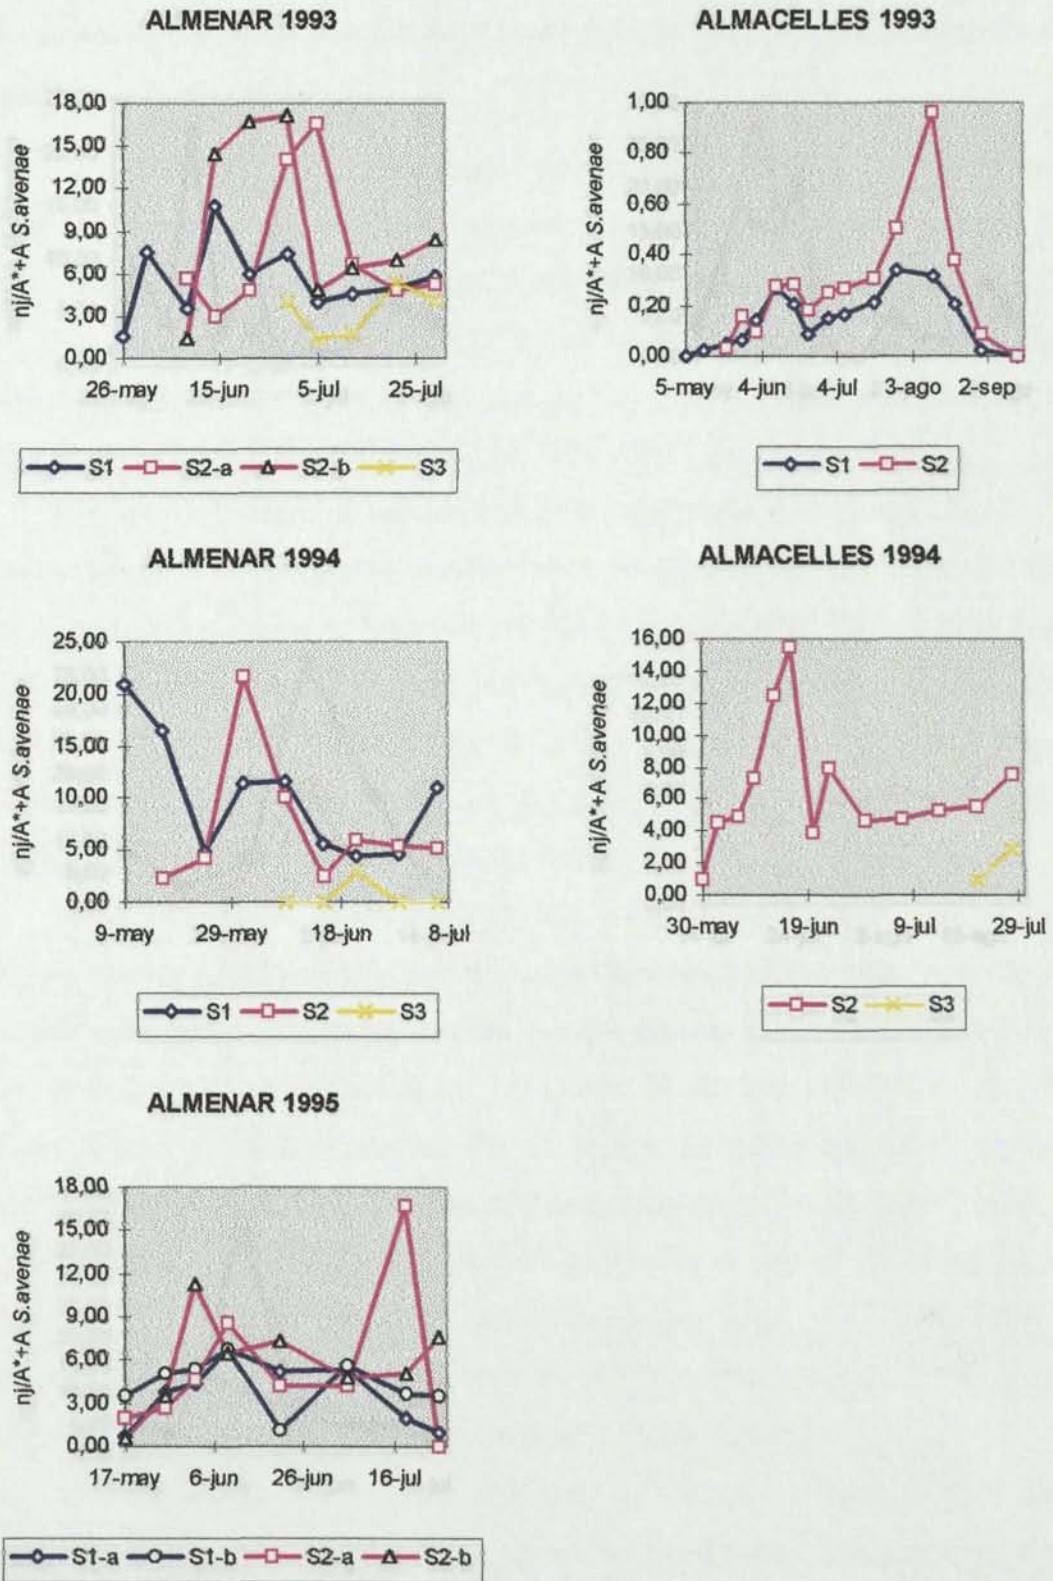 ALMENAR 1993
nj/A*+A S.avenae
18,00
15,00
12,00
9,00
6,00
3,00
0,00
26-may 15-jun 5-jul 25-jul
S1 S2-a S2-b S3
ALMACELLES 1993
nj/A*+A S.avenae
1,00
0,80
0,60
0,40
0,20
0,00
5-may 4-jun 4-jul 3-ago 2-sep
S1 S2
ALMENAR 1994
nj/A*+A S.avenae
25,00
20,00
15,00
10,00
5,00
0,00
9-may 29-may 18-jun 8-jul
S1 S2 S3
ALMACELLES 1994
nj/A*+A S.avenae
16,00
14,00
12,00
10,00
8,00
6,00
4,00
2,00
0,00
30-may 19-jun 9-jul 29-jul
S2 S3
ALMENAR 1995
nj/A*+A S.avenae
18,00
15,00
12,00
9,00
6,00
3,00
0,00
17-may 6-jun 26-jun 16-jul
S1-a S1-b S2-a S2-b